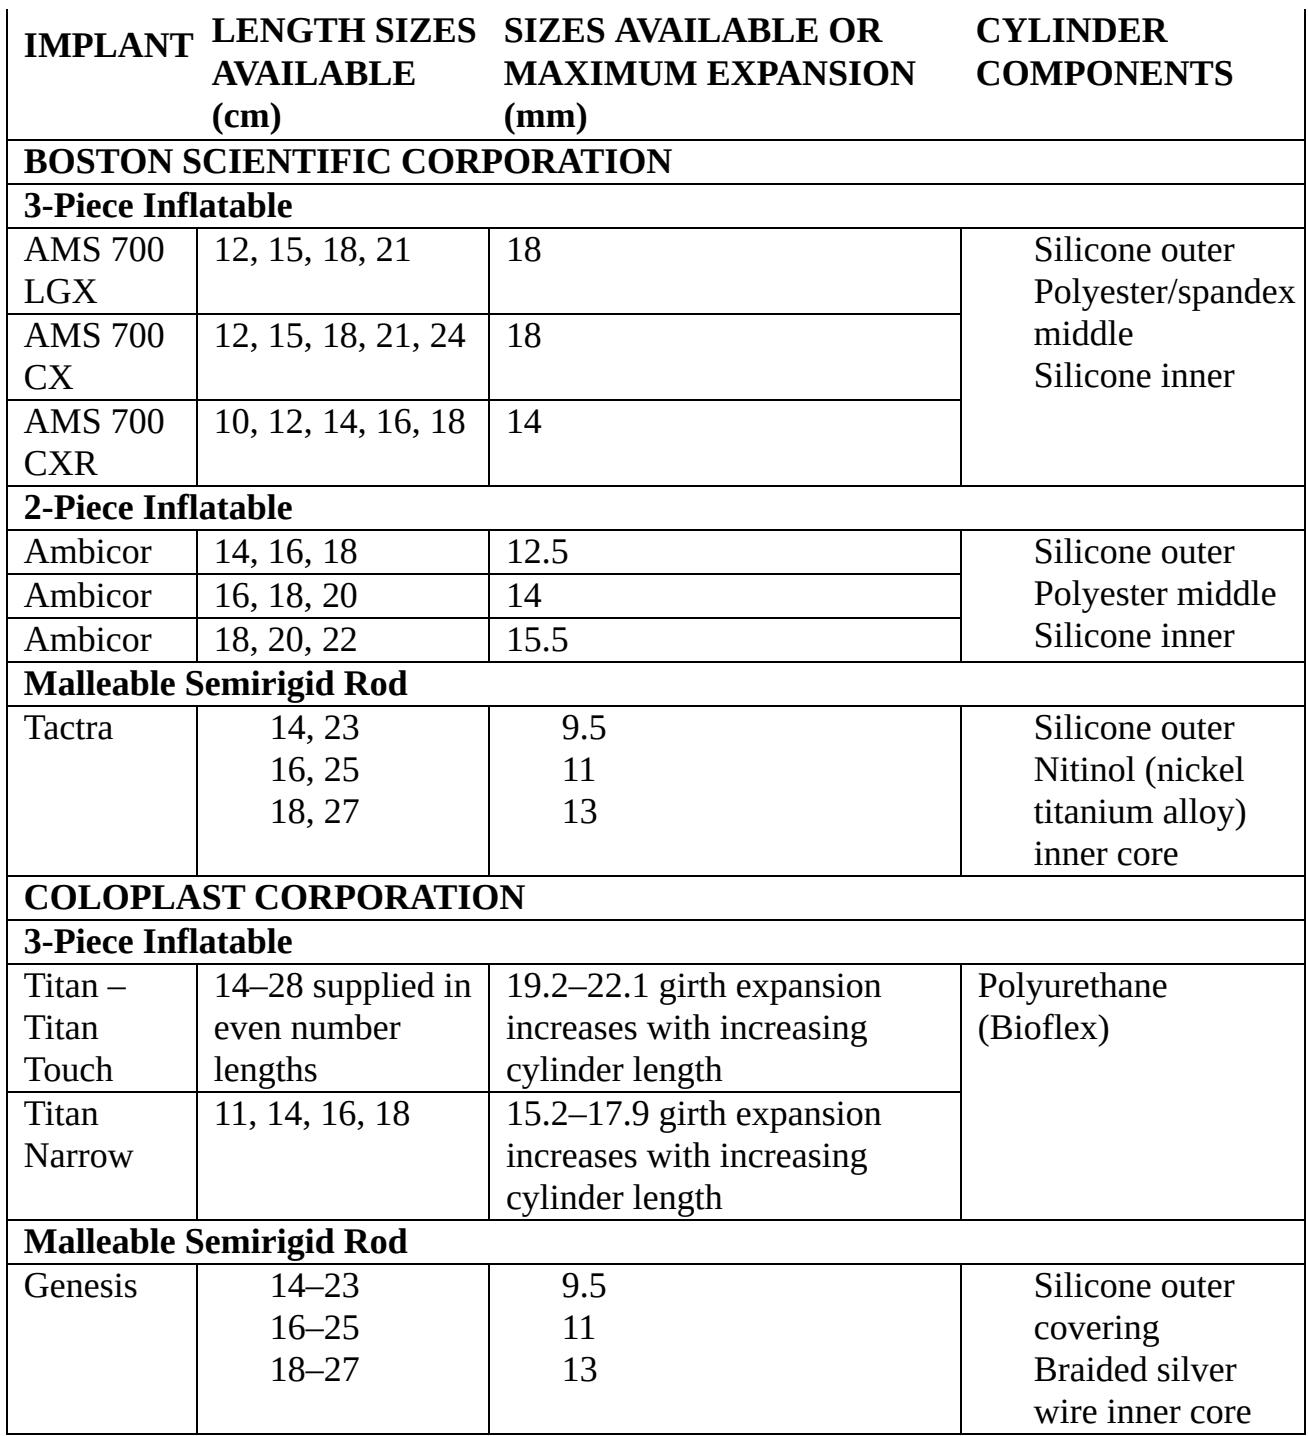 IMPLANT
LENGTH SIZES
AVAILABLE
(cm)
SIZES AVAILABLE OR
MAXIMUM EXPANSION
(mm)
CYLINDER
COMPONENTS
BOSTON SCIENTIFIC CORPORATION
3-Piece Inflatable
AMS 700
LGX
12, 15, 18, 21
18
Silicone outer
Polyester/spandex
middle
Silicone inner
AMS 700
CX
12, 15, 18, 21, 24
18
AMS 700
CXR
10, 12, 14, 16, 18
14
2-Piece Inflatable
Ambicor
14, 16, 18
12.5
Silicone outer
Polyester middle
Silicone inner
Ambicor
16, 18, 20
14
Ambicor
18, 20, 22
15.5
Malleable Semirigid Rod
Tactra
14, 23
16, 25
18, 27
9.5
11
13
Silicone outer
Nitinol (nickel
titanium alloy)
inner core
COLOPLAST CORPORATION
3-Piece Inflatable
Titan –
Titan
Touch
14–28 supplied in
even number
lengths
19.2–22.1 girth expansion
increases with increasing
cylinder length
Polyurethane
(Bioflex)
Titan
Narrow
11, 14, 16, 18
15.2–17.9 girth expansion
increases with increasing
cylinder length
Malleable Semirigid Rod
Genesis
14–23
16–25
18–27
9.5
11
13
Silicone outer
covering
Braided silver
wire inner core